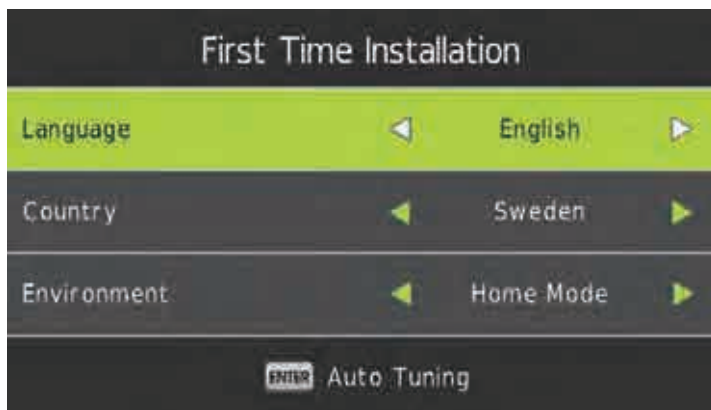 First Time Installation
Language English
Country Sweden
Environment Home Mode
ENTER Auto Tuning